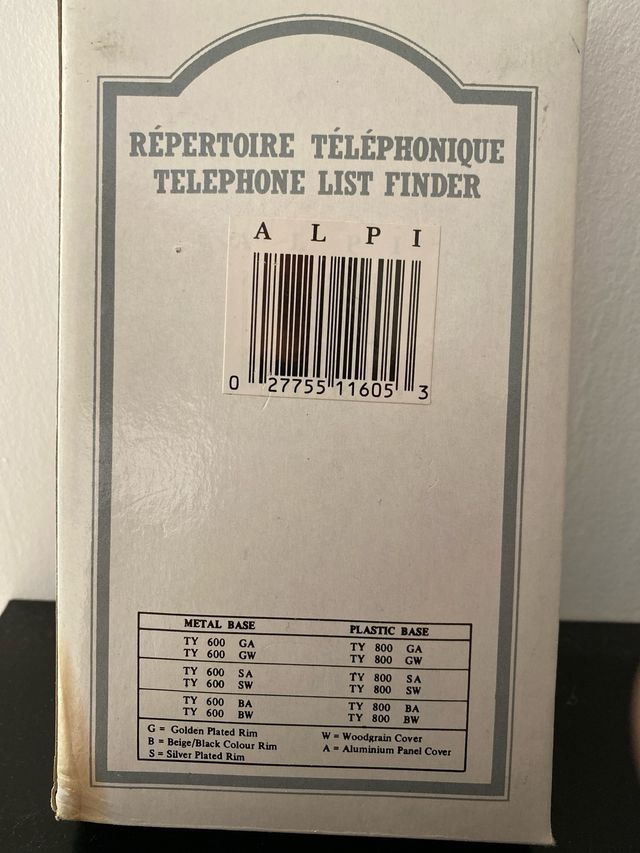 RÉPERTOIRE TÉLÉPHONIQUE
TELEPHONE LIST FINDER
A L P I
0 27755 11605 3
METAL BASE PLASTIC BASE
TY 600 GA TY 800 GA
TY 600 GW TY 800 GW
TY 600 SA TY 800 SA
TY 600 SW TY 800 SW
TY 600 BA TY 800 BA
TY 600 BW TY 800 BW
G = Golden Plated Rim W = Woodgrain Cover
B = Beige/Black Colour Rim A = Aluminium Panel Cover
S = Silver Plated Rim